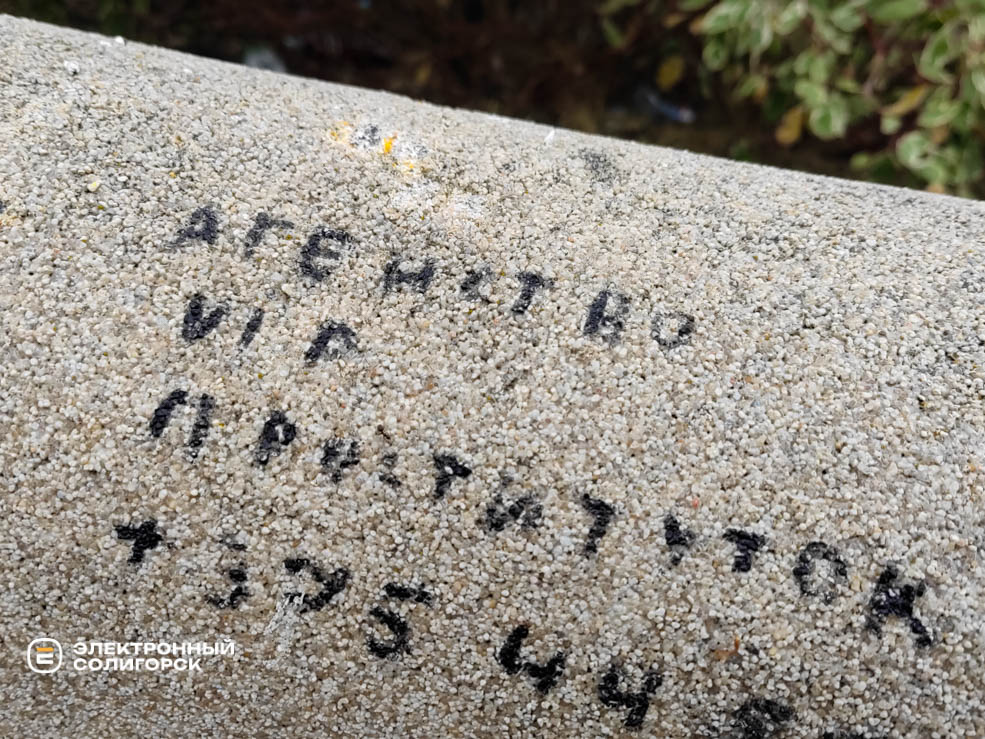 АГЕНСТВО
VIP
ПРОСТИТУТОК
+375 44
ЭЛЕКТРОННЫЙ
СОЛИГОРСК